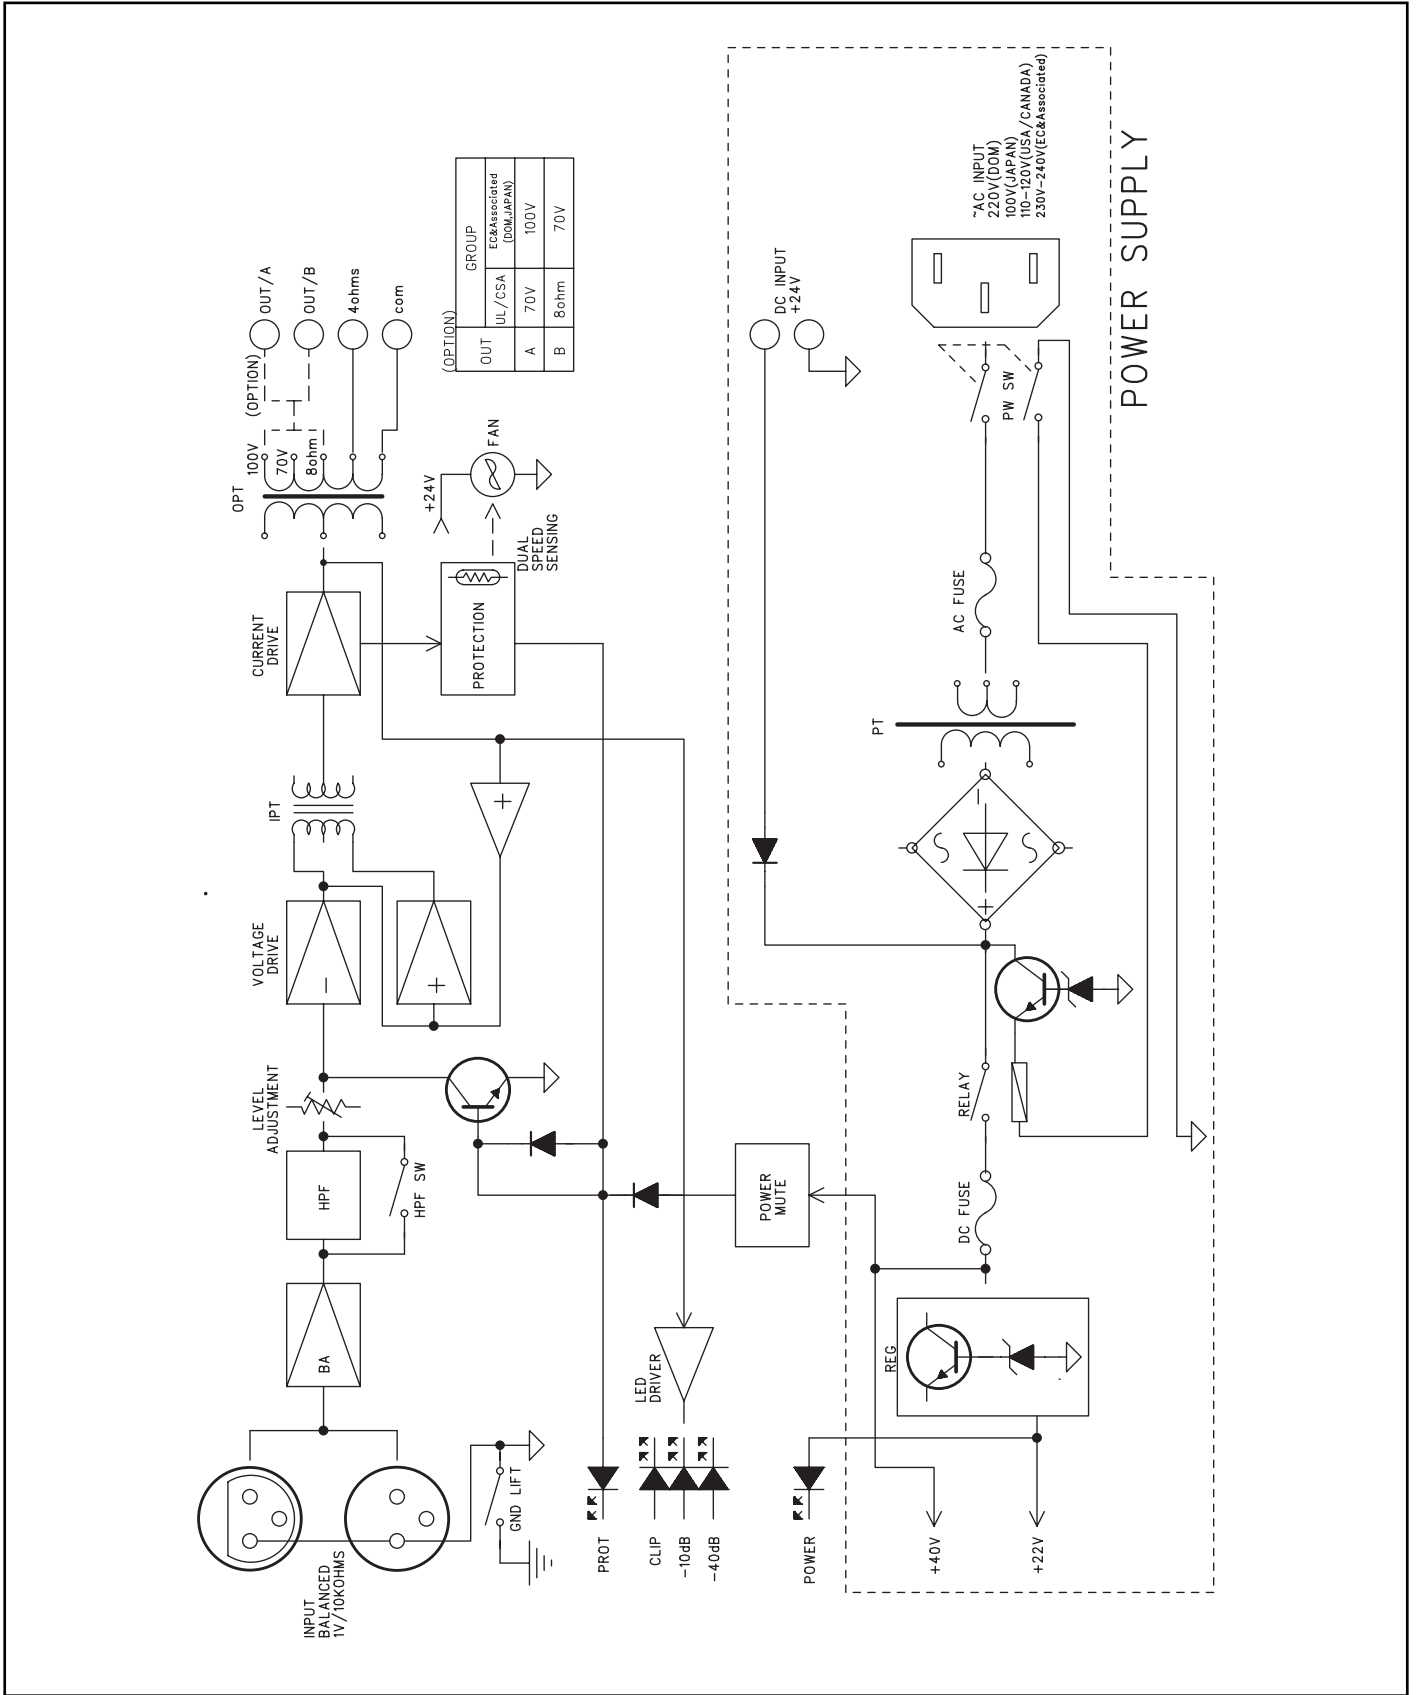 INPUT
BALANCED
1V/10KOHMS
BA
HPF
HPF SW
LEVEL
ADJUSTMENT
VOLTAGE
DRIVE
−
+
IPT
+
CURRENT
DRIVE
OPT
100V
70V
8ohm
(OPTION)
OUT/A
OUT/B
4ohms
com
GND LIFT
PROTECTION
DUAL
SPEED
SENSING
+24V
FAN
(OPTION)
OUT
GROUP
UL/CSA
EC&Associated
(DOM,JAPAN)
A
70V
100V
B
8ohm
70V
PROT
CLIP
-10dB
-40dB
LED
DRIVER
POWER
MUTE
POWER
+40V
+22V
REG
DC FUSE
RELAY
+
−
PT
AC FUSE
PW SW
DC INPUT
+24V
~AC INPUT
220V(DOM)
100V(JAPAN)
110-120V(USA/CANADA)
230V-240V(EC&Associated)
POWER SUPPLY